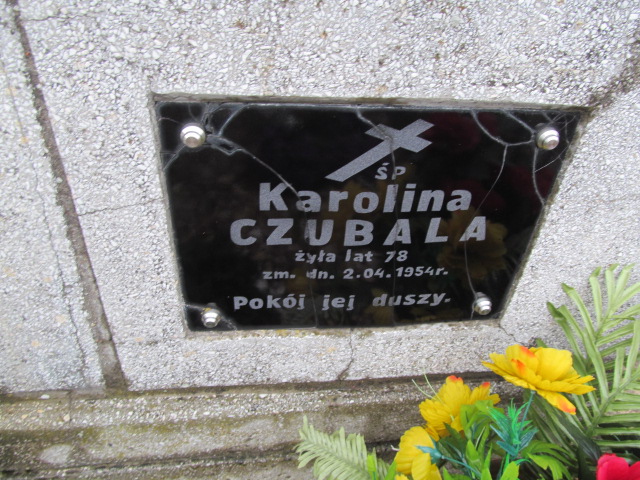 ŚP
Karolina
CZUBALA
żyła lat 78
zm. dn. 2.04.1954r.
Pokój jej duszy.